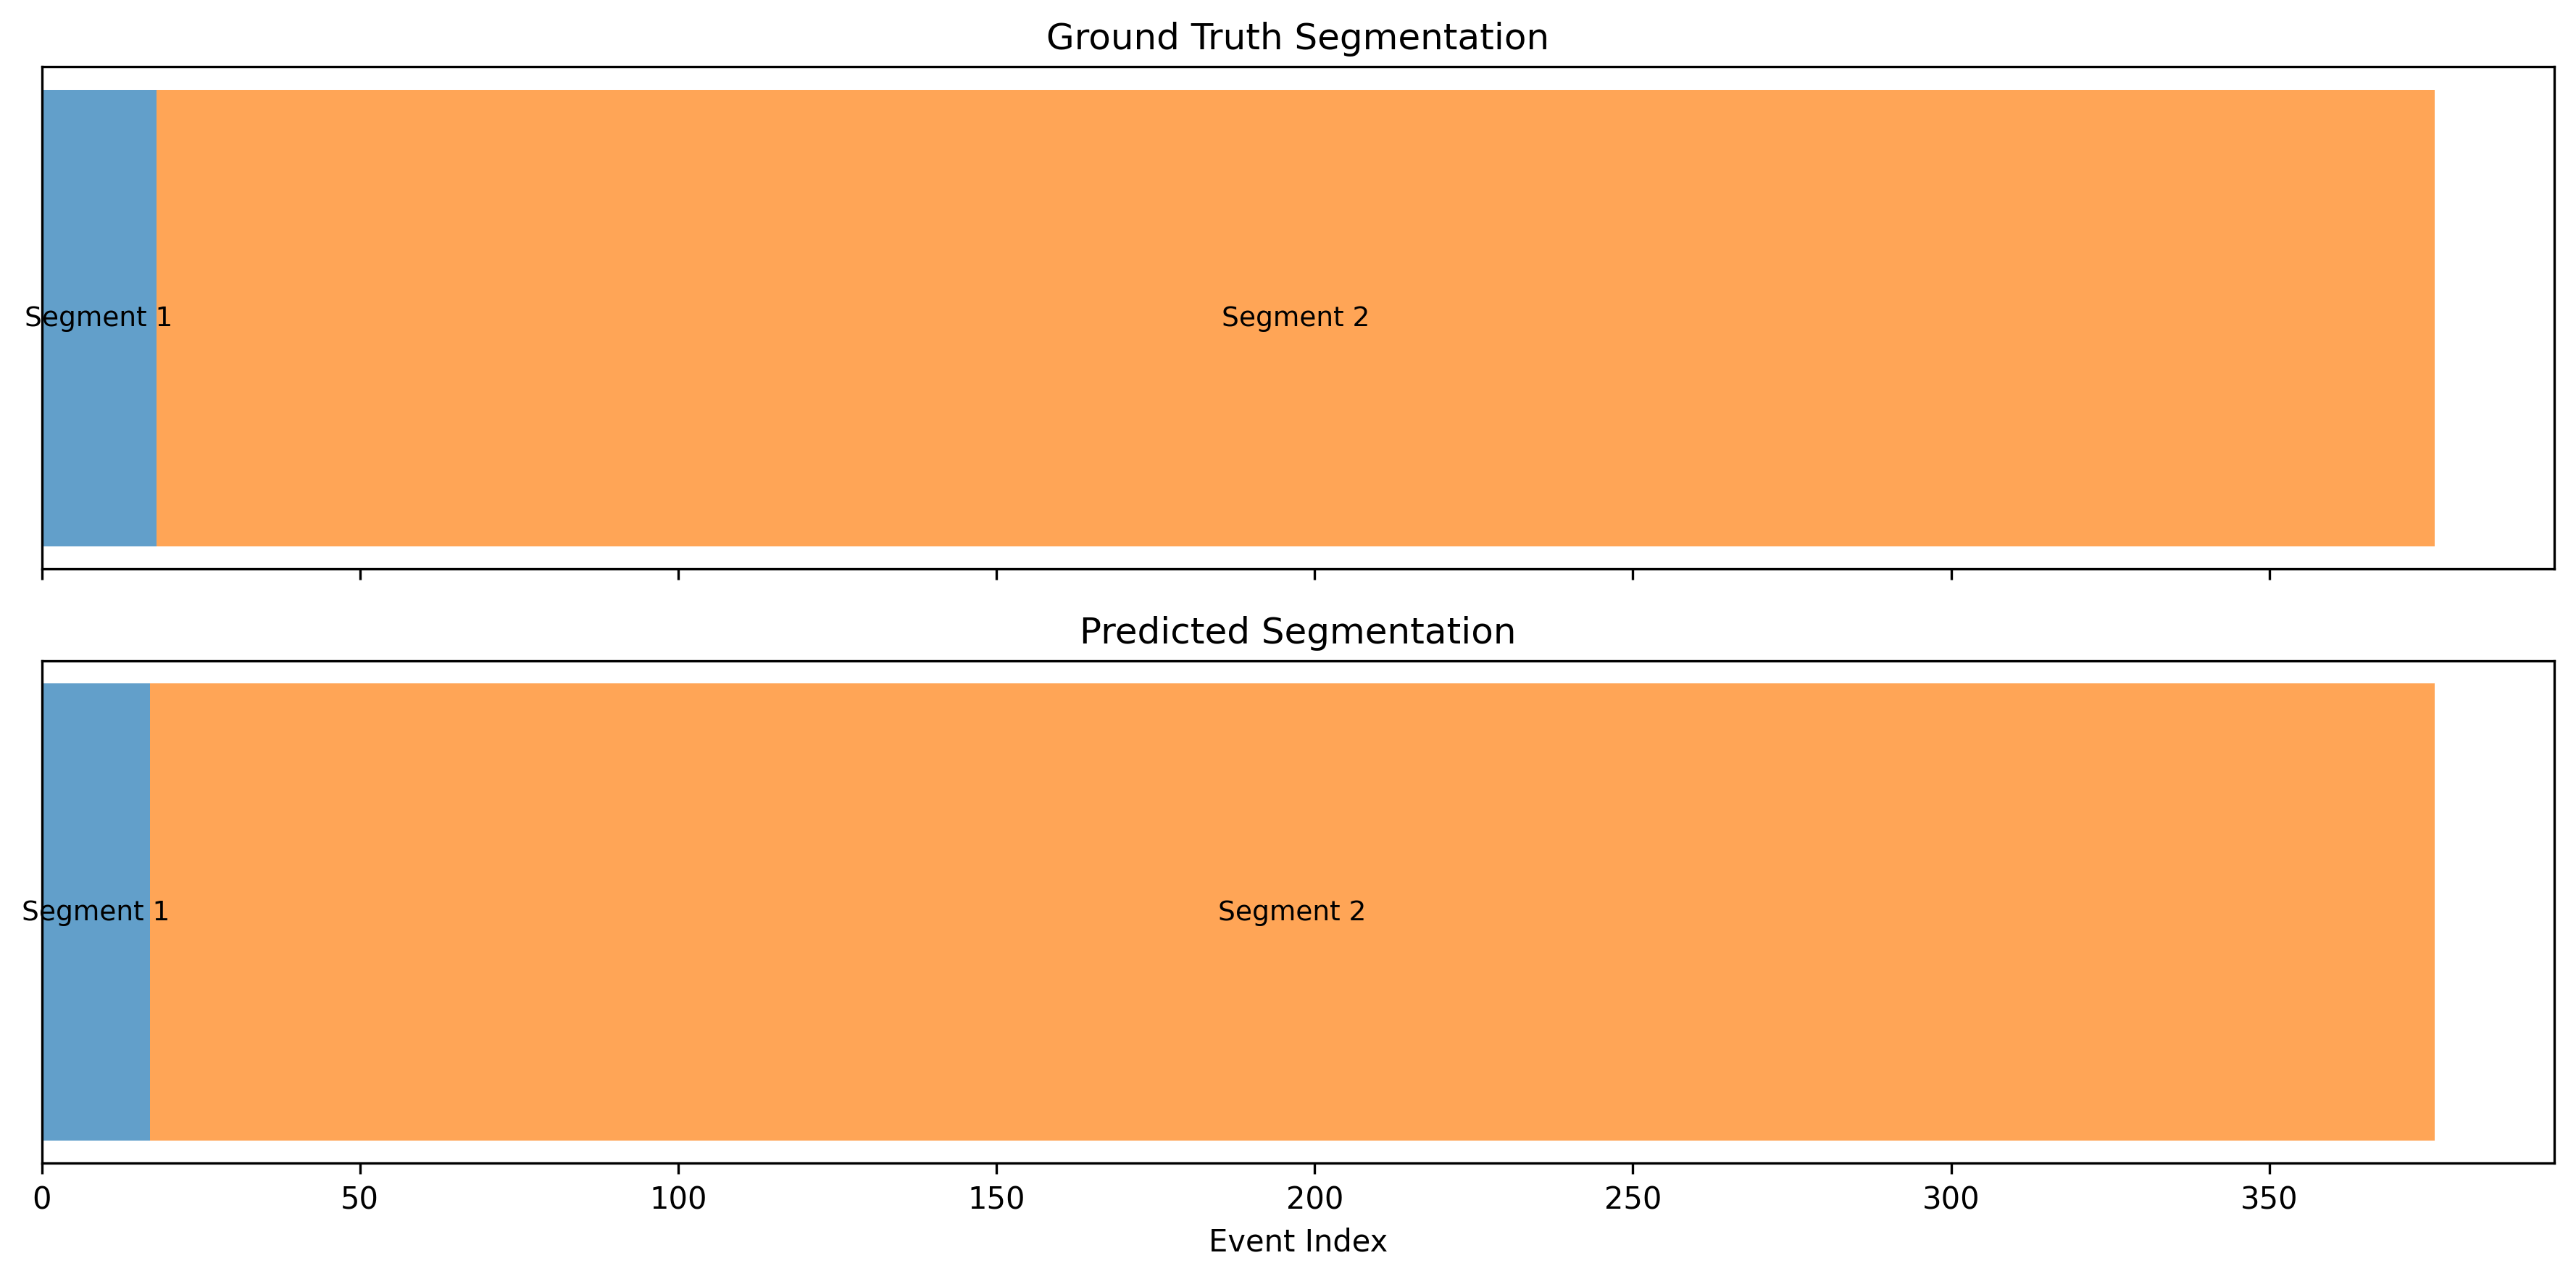 Ground Truth Segmentation
Segment 1
Segment 2
Predicted Segmentation
Segment 1
Segment 2
0 50 100 150 200 250 300 350
Event Index